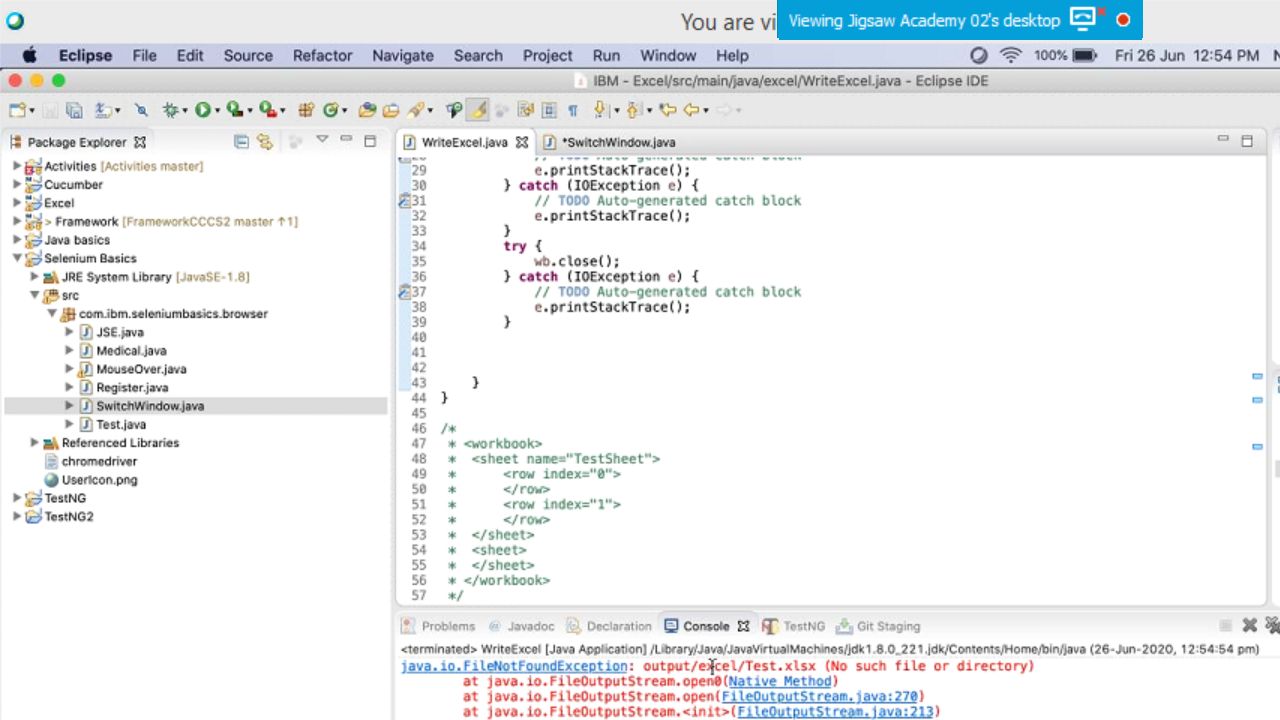 You are vi
Viewing Jigsaw Academy 02's desktop
Eclipse File Edit Source Refactor Navigate Search Project Run Window Help 100% Fri 26 Jun 12:54 PM
IBM - Excel/src/main/java/excel/WriteExcel.java - Eclipse IDE
Package Explorer
WriteExcel.java *SwitchWindow.java
Activities [Activities master]
Cucumber
Excel
> Framework [FrameworkCCCS2 master ↑1]
Java basics
Selenium Basics
JRE System Library [JavaSE-1.8]
src
com.ibm.seleniumbasics.browser
JSE.java
Medical.java
MouseOver.java
Register.java
SwitchWindow.java
Test.java
Referenced Libraries
chromedriver
UserIcon.png
TestNG
TestNG2
28 // TODO Auto-generated catch block
29 e.printStackTrace();
30 } catch (IOException e) {
31 // TODO Auto-generated catch block
32 e.printStackTrace();
33 }
34 try {
35 wb.close();
36 } catch (IOException e) {
37 // TODO Auto-generated catch block
38 e.printStackTrace();
39 }
40
41
42
43 }
44 }
45
46 /*
47 * <workbook>
48 * <sheet name="TestSheet">
49 * <row index="0">
50 * </row>
51 * <row index="1">
52 * </row>
53 * </sheet>
54 * <sheet>
55 * </sheet>
56 * </workbook>
57 */
Problems @ Javadoc Declaration Console TestNG Git Staging
<terminated> WriteExcel [Java Application] /Library/Java/JavaVirtualMachines/jdk1.8.0_221.jdk/Contents/Home/bin/java (26-Jun-2020, 12:54:54 pm)
java.io.FileNotFoundException: output/excel/Test.xlsx (No such file or directory)
at java.io.FileOutputStream.open0(Native Method)
at java.io.FileOutputStream.open(FileOutputStream.java:270)
at java.io.FileOutputStream.<init>(FileOutputStream.java:213)